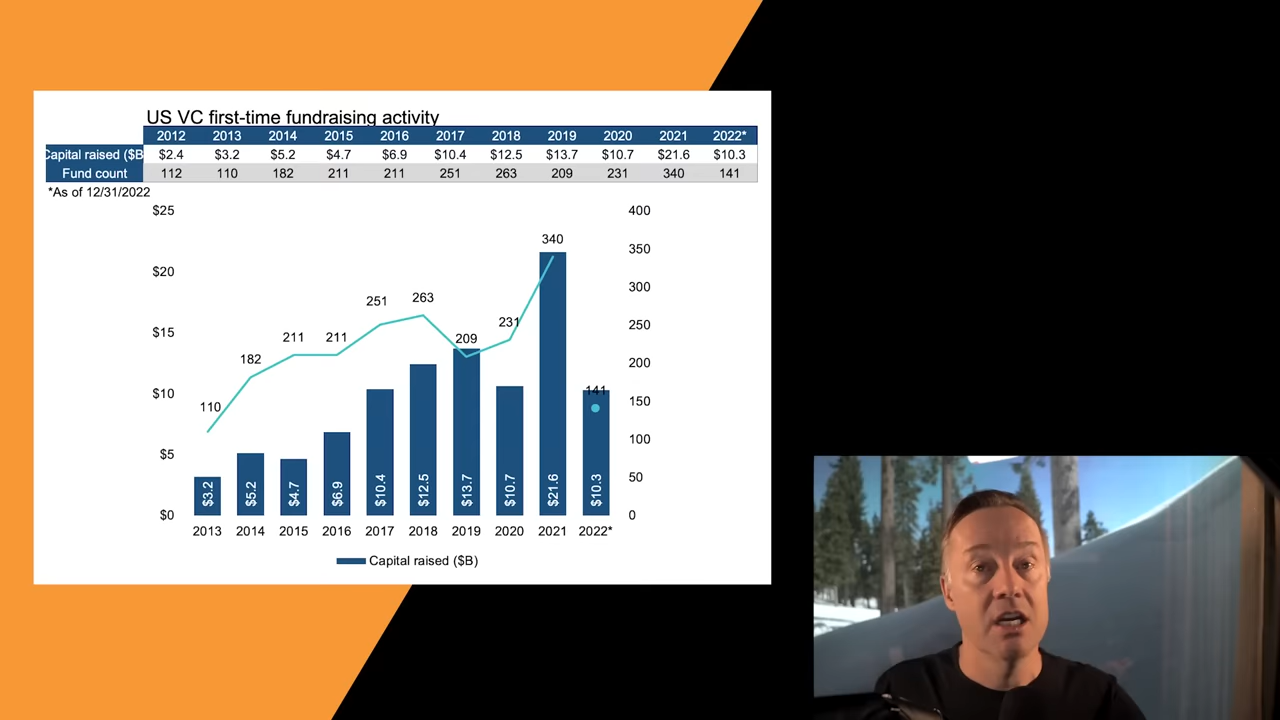 US VC first-time fundraising activity
2012 2013 2014 2015 2016 2017 2018 2019 2020 2021 2022*
Capital raised ($B $2.4 $3.2 $5.2 $4.7 $6.9 $10.4 $12.5 $13.7 $10.7 $21.6 $10.3
Fund count 112 110 182 211 211 251 263 209 231 340 141
*As of 12/31/2022
$25 400
340
350
$20
300
251 263
$15 211 211 231 250
209
182 200
$10 141
110 150
100
$5
50
$3.2 $5.2 $4.7 $6.9 $10.4 $12.5 $13.7 $10.7 $21.6 $10.3
$0 0
2013 2014 2015 2016 2017 2018 2019 2020 2021 2022*
Capital raised ($B)